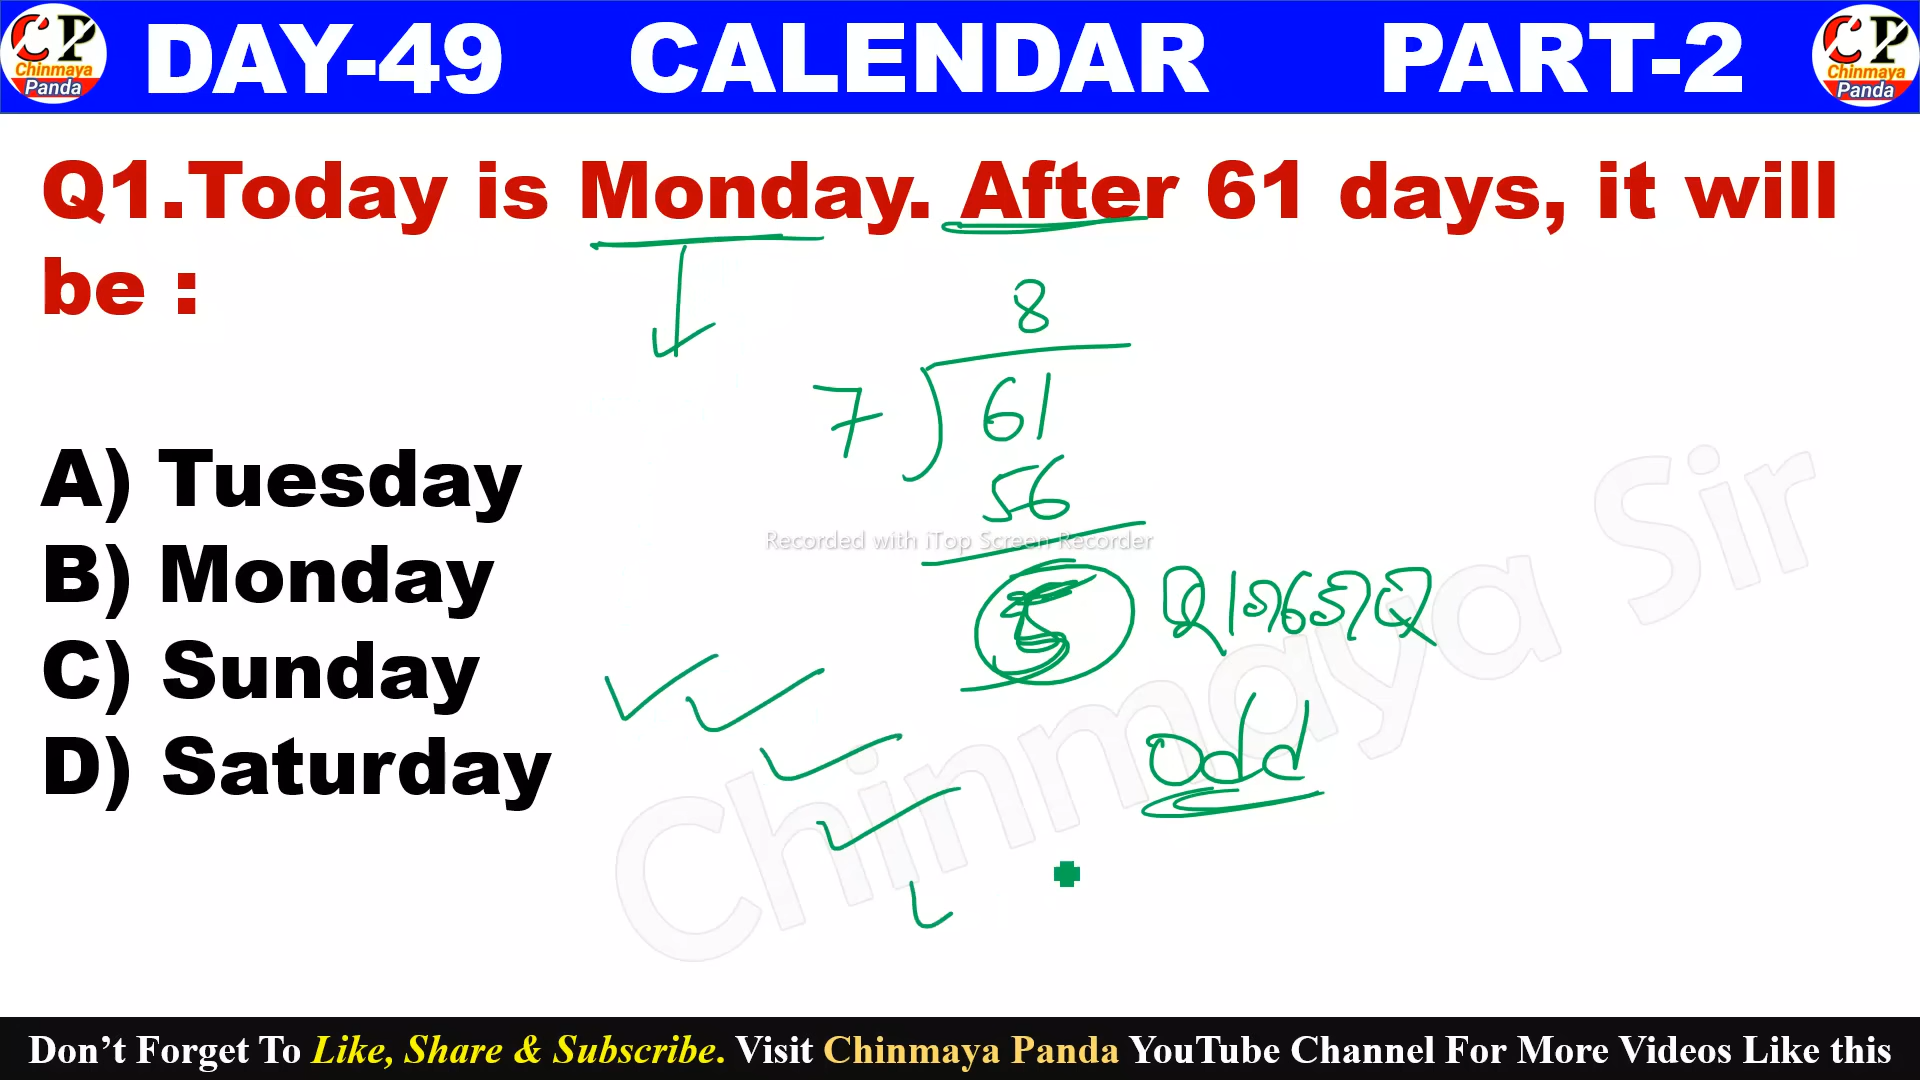 CP Chinmaya Panda DAY-49 CALENDAR PART-2 CP Chinmaya Panda
Q1.Today is Monday. After 61 days, it will
be :
8
7 61
56
5
odd
A) Tuesday
B) Monday
C) Sunday
D) Saturday
Recorded with iTop Screen Recorder
Chinmaya Sir
Don’t Forget To Like, Share & Subscribe. Visit Chinmaya Panda YouTube Channel For More Videos Like this